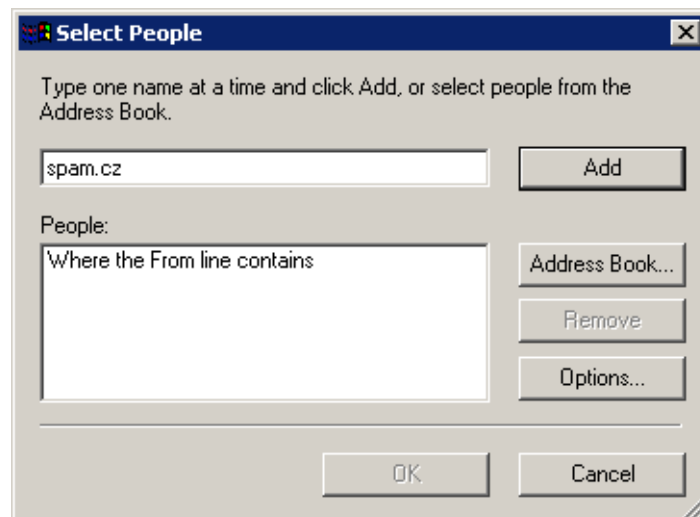 Select People
Type one name at a time and click Add, or select people from the
Address Book.
spam.cz
Add
People:
Where the From line contains
Address Book...
Remove
Options...
OK
Cancel